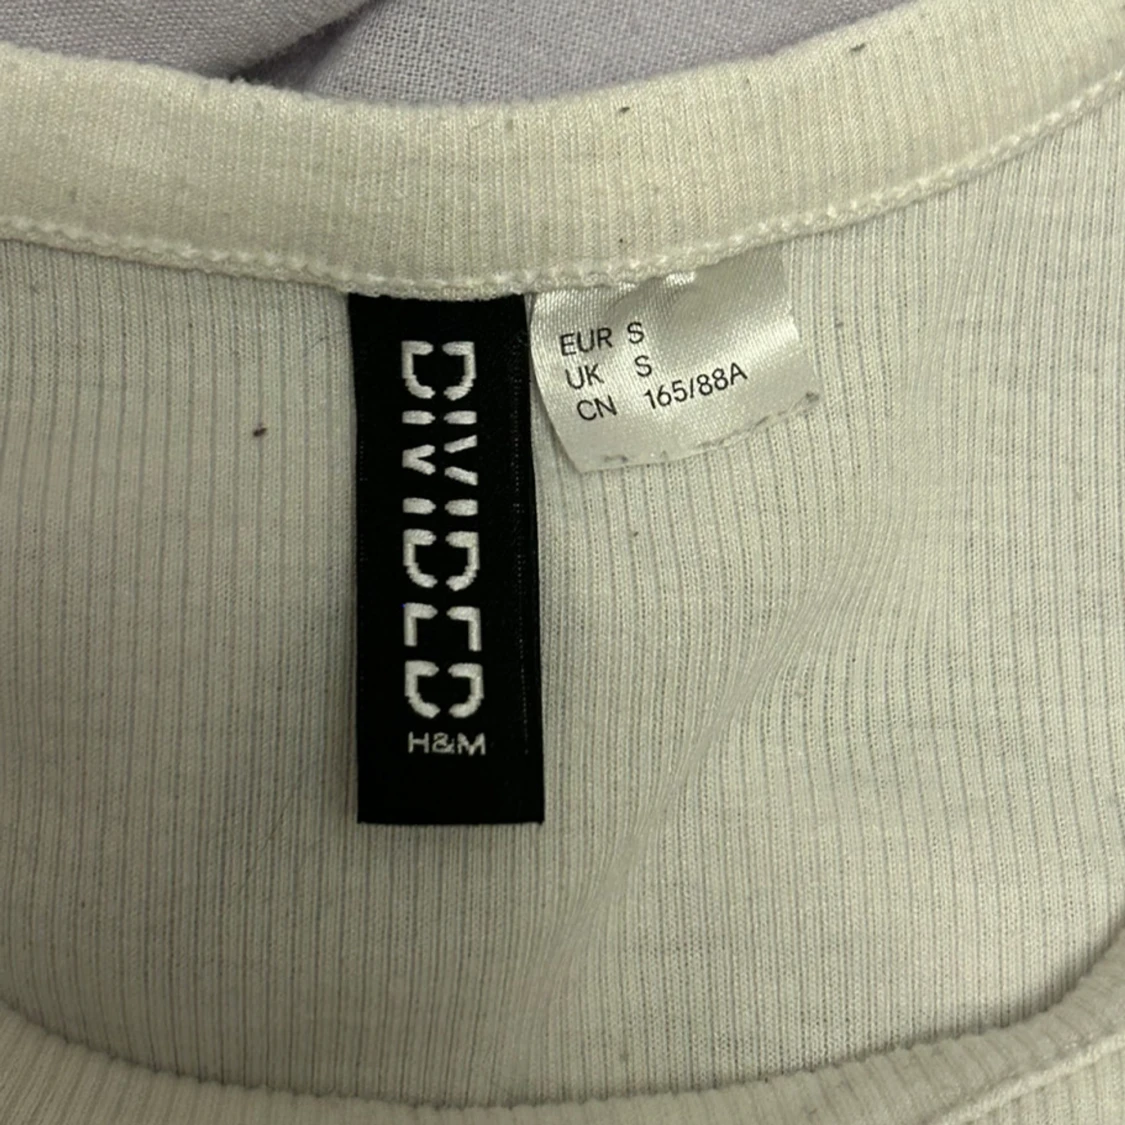 DIVIDED
H&M
EUR S
UK S
CN 165/88A